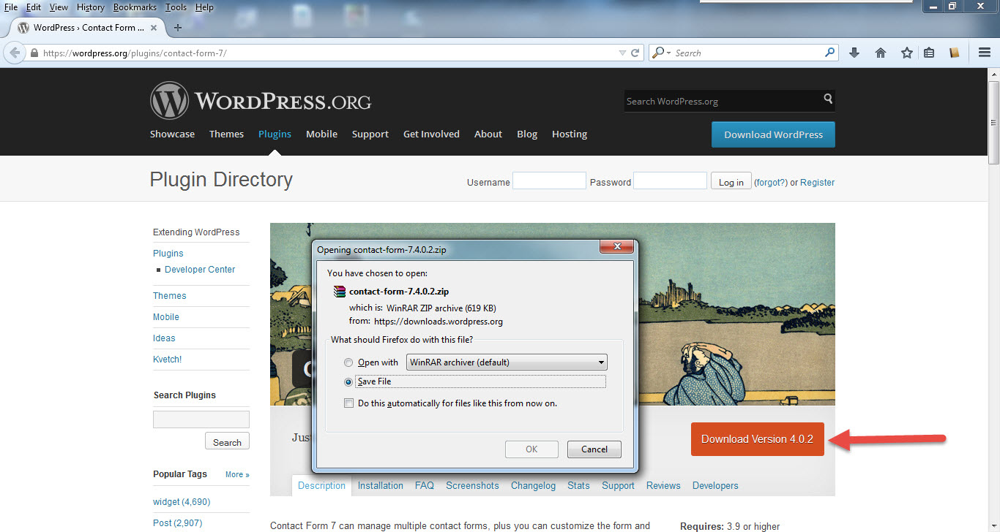 File Edit View History Bookmarks Tools Help
WordPress › Contact Form ...
https://wordpress.org/plugins/contact-form-7/
Search
WORDPRESS.ORG
Search WordPress.org
Showcase Themes Plugins Mobile Support Get Involved About Blog Hosting
Download WordPress
Plugin Directory
Username Password Log in (forgot?) or Register
Extending WordPress
Plugins
Developer Center
Themes
Mobile
Ideas
Kvetch!
Search Plugins
Search
Popular Tags More »
widget (4,690)
Post (2,907)
Opening contact-form-7.4.0.2.zip
You have chosen to open:
contact-form-7.4.0.2.zip
which is: WinRAR ZIP archive (619 KB)
from: https://downloads.wordpress.org
What should Firefox do with this file?
Open with WinRAR archiver (default)
Save File
Do this automatically for files like this from now on.
OK Cancel
Download Version 4.0.2
Description Installation FAQ Screenshots Changelog Stats Support Reviews Developers
Contact Form 7 can manage multiple contact forms, plus you can customize the form and
Requires: 3.9 or higher